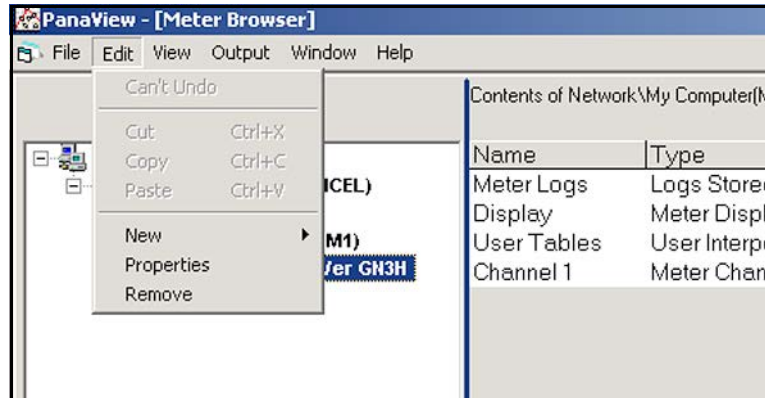 PanaView - [Meter Browser]
File Edit View Output Window Help
Can't Undo
Cut Ctrl+X
Copy Ctrl+C
Paste Ctrl+V
New
Properties
Remove
ICEL)
M1)
Ver GN3H
Contents of Network\My Computer(
Name Type
Meter Logs Logs Stored
Display Meter Disp
User Tables User Interp
Channel 1 Meter Chan